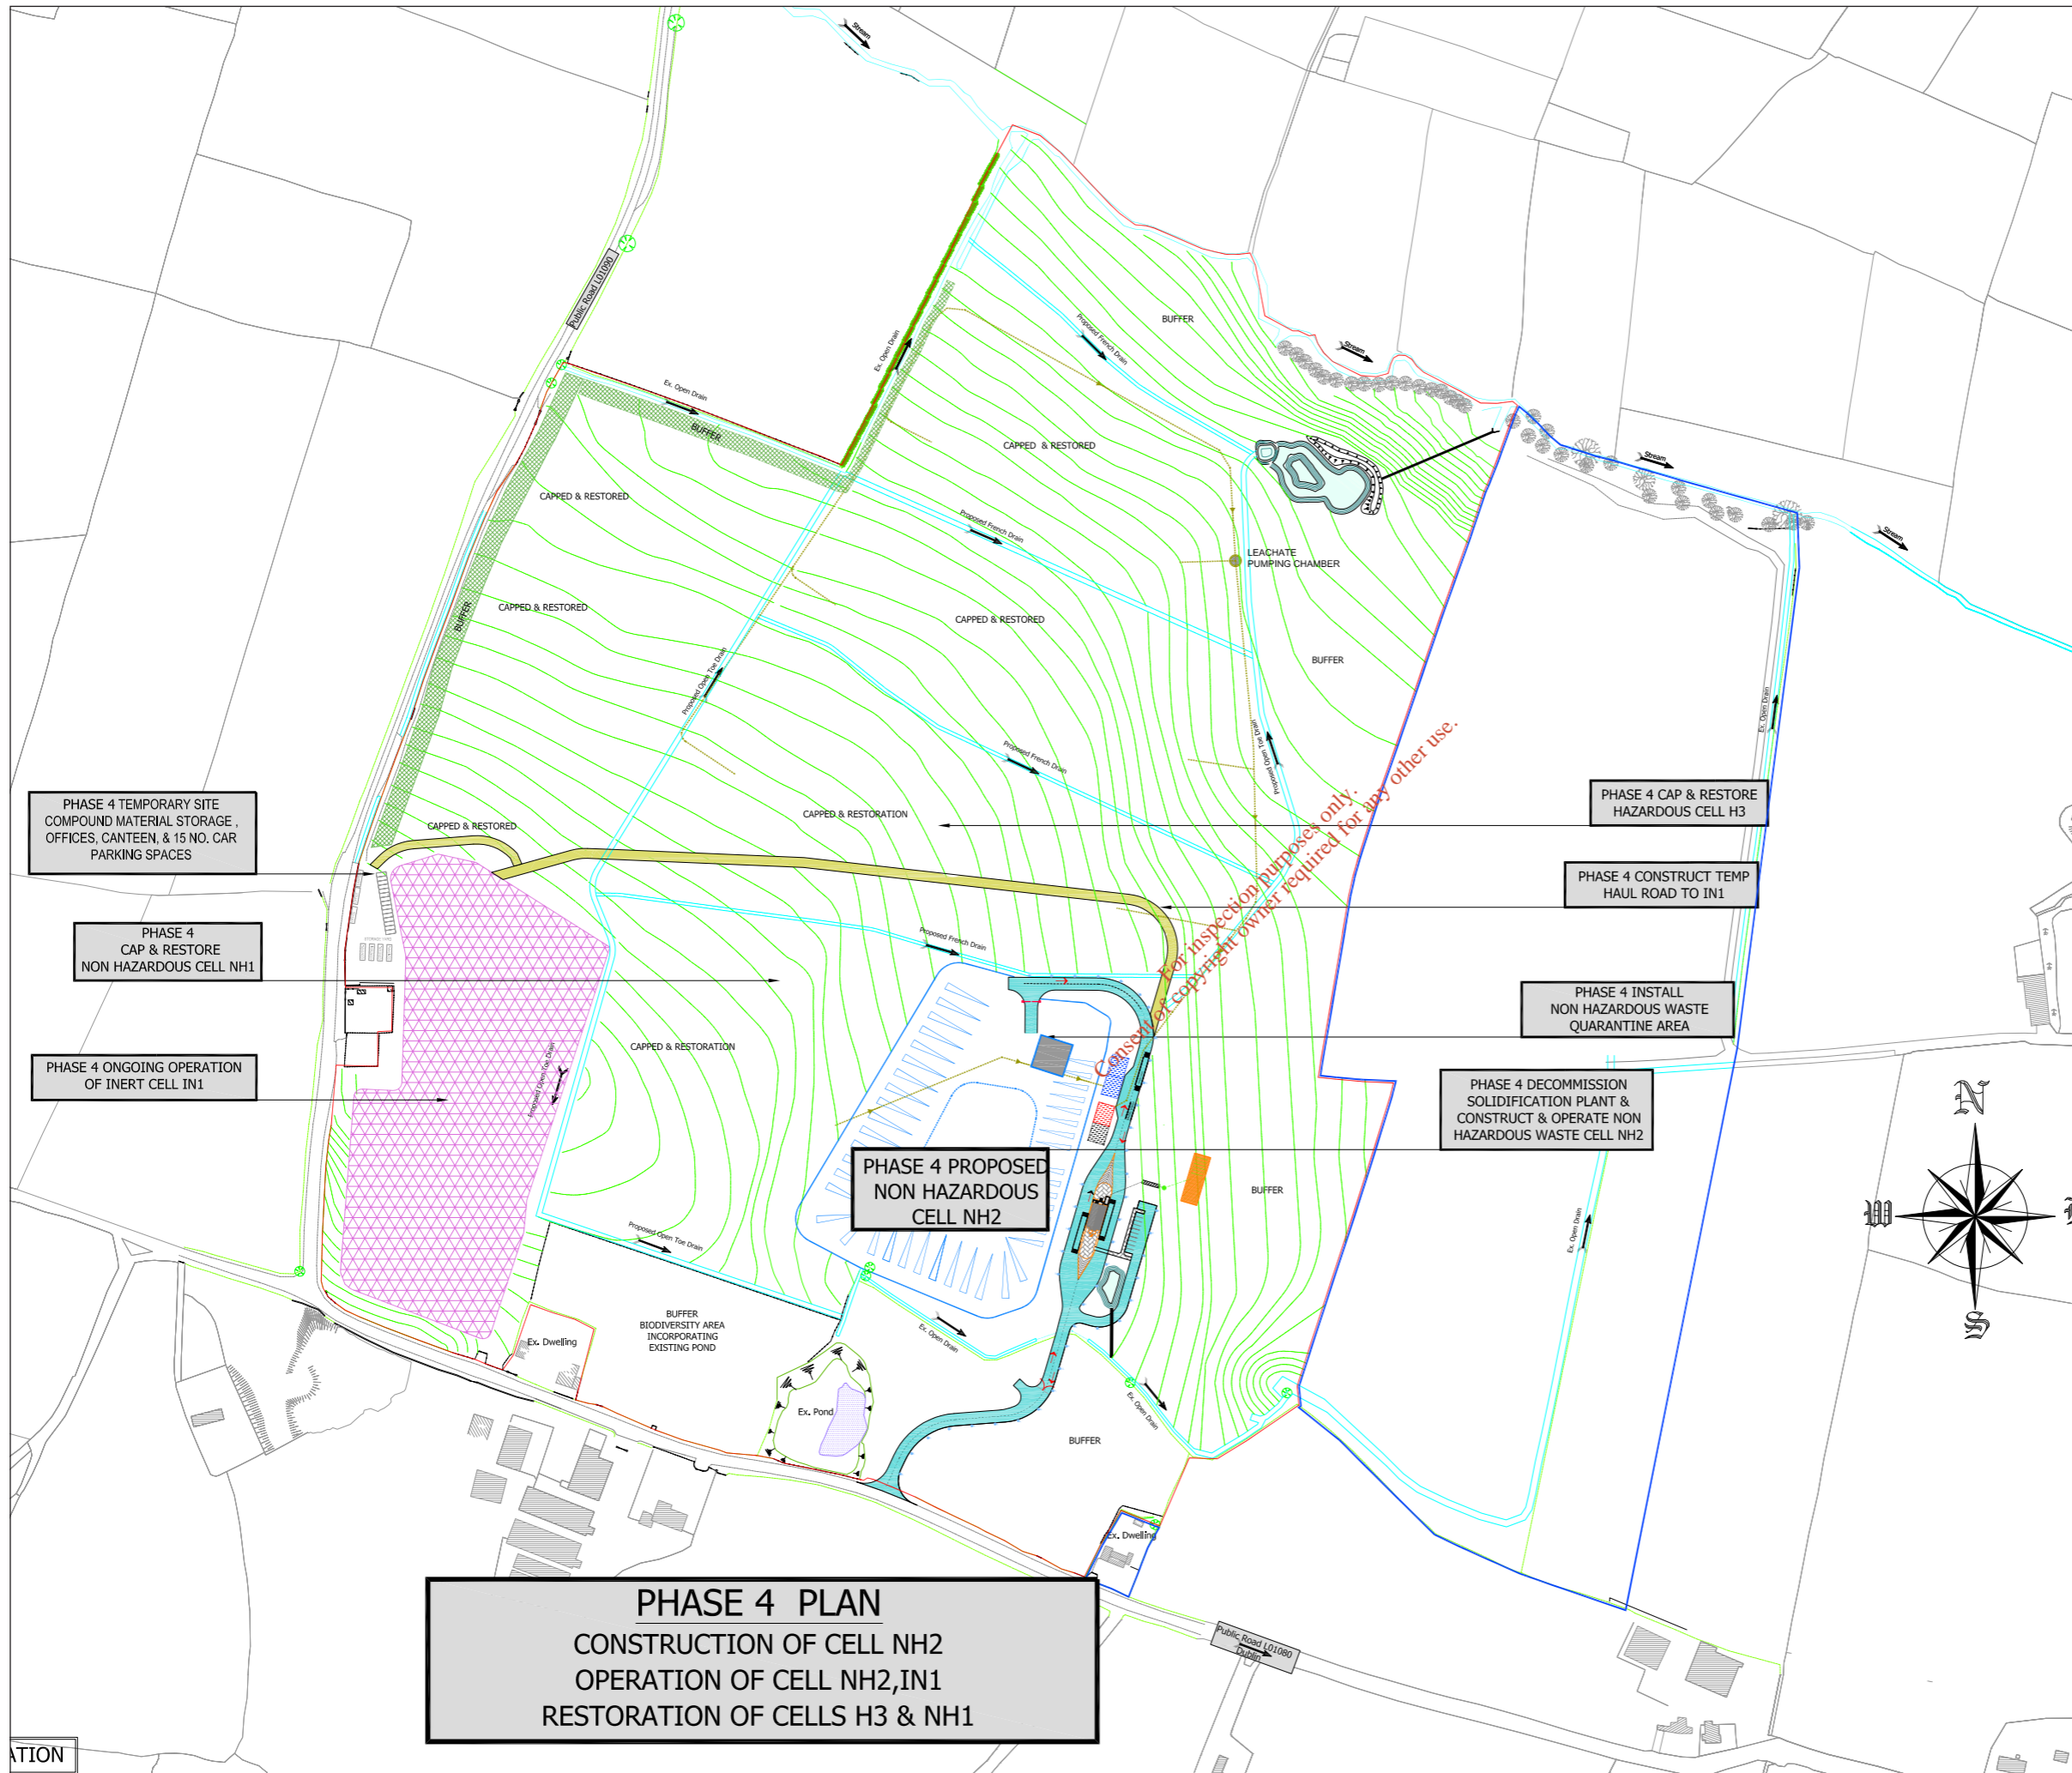 Stream
Public Road L01090
Ex. Open Drain
Proposed French Drain
BUFFER
Stream
Ex. Open Drain
BUFFER
CAPPED & RESTORED
CAPPED & RESTORED
Stream
Proposed French Drain
Stream
LEACHATE
PUMPING CHAMBER
BUFFER
CAPPED & RESTORED
CAPPED & RESTORED
BUFFER
Proposed Open Toe Drain
Proposed French Drain
Proposed Open Toe Drain
Ex. Open Drain
For inspection purposes only.
Consent of copyright owner required for any other use.
PHASE 4 TEMPORARY SITE
COMPOUND MATERIAL STORAGE ,
OFFICES, CANTEEN, & 15 NO. CAR
PARKING SPACES
CAPPED & RESTORED
CAPPED & RESTORATION
PHASE 4 CAP & RESTORE
HAZARDOUS CELL H3
PHASE 4 CONSTRUCT TEMP
HAUL ROAD TO IN1
PHASE 4
CAP & RESTORE
NON HAZARDOUS CELL NH1
Proposed French Drain
PHASE 4 INSTALL
NON HAZARDOUS WASTE
QUARANTINE AREA
CAPPED & RESTORATION
PHASE 4 ONGOING OPERATION
OF INERT CELL IN1
Proposed Open Toe Drain
PHASE 4 DECOMMISSION
SOLIDIFICATION PLANT &
CONSTRUCT & OPERATE NON
HAZARDOUS WASTE CELL NH2
N
PHASE 4 PROPOSED
NON HAZARDOUS
CELL NH2
BUFFER
W
S
Proposed Open Toe Drain
Ex. Open Drain
BUFFER
BIODIVERSITY AREA
INCORPORATING
EXISTING POND
Ex. Dwelling
Ex. Open Drain
Ex. Pond
Ex. Open Drain
BUFFER
Ex. Dwelling
PHASE 4 PLAN
CONSTRUCTION OF CELL NH2
OPERATION OF CELL NH2,IN1
RESTORATION OF CELLS H3 & NH1
Public Road L01080
Dublin
ATION